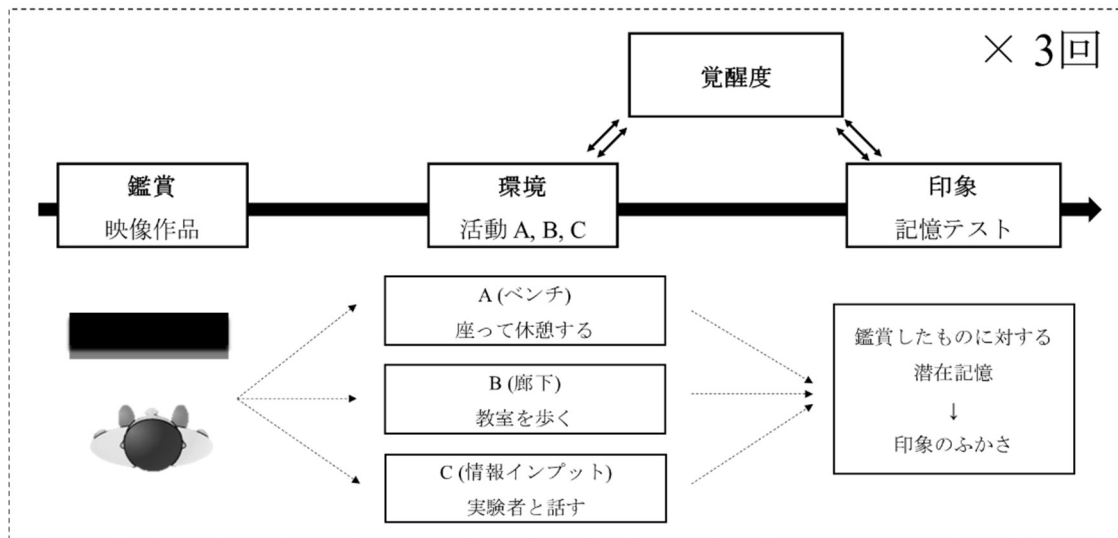 × 3回
覚醒度
鑑賞
映像作品
環境
活動 A, B, C
印象
記憶テスト
A (ベンチ)
座って休憩する
B (廊下)
教室を歩く
C (情報インプット)
実験者と話す
鑑賞したものに対する
潜在記憶
↓
印象のふかさ